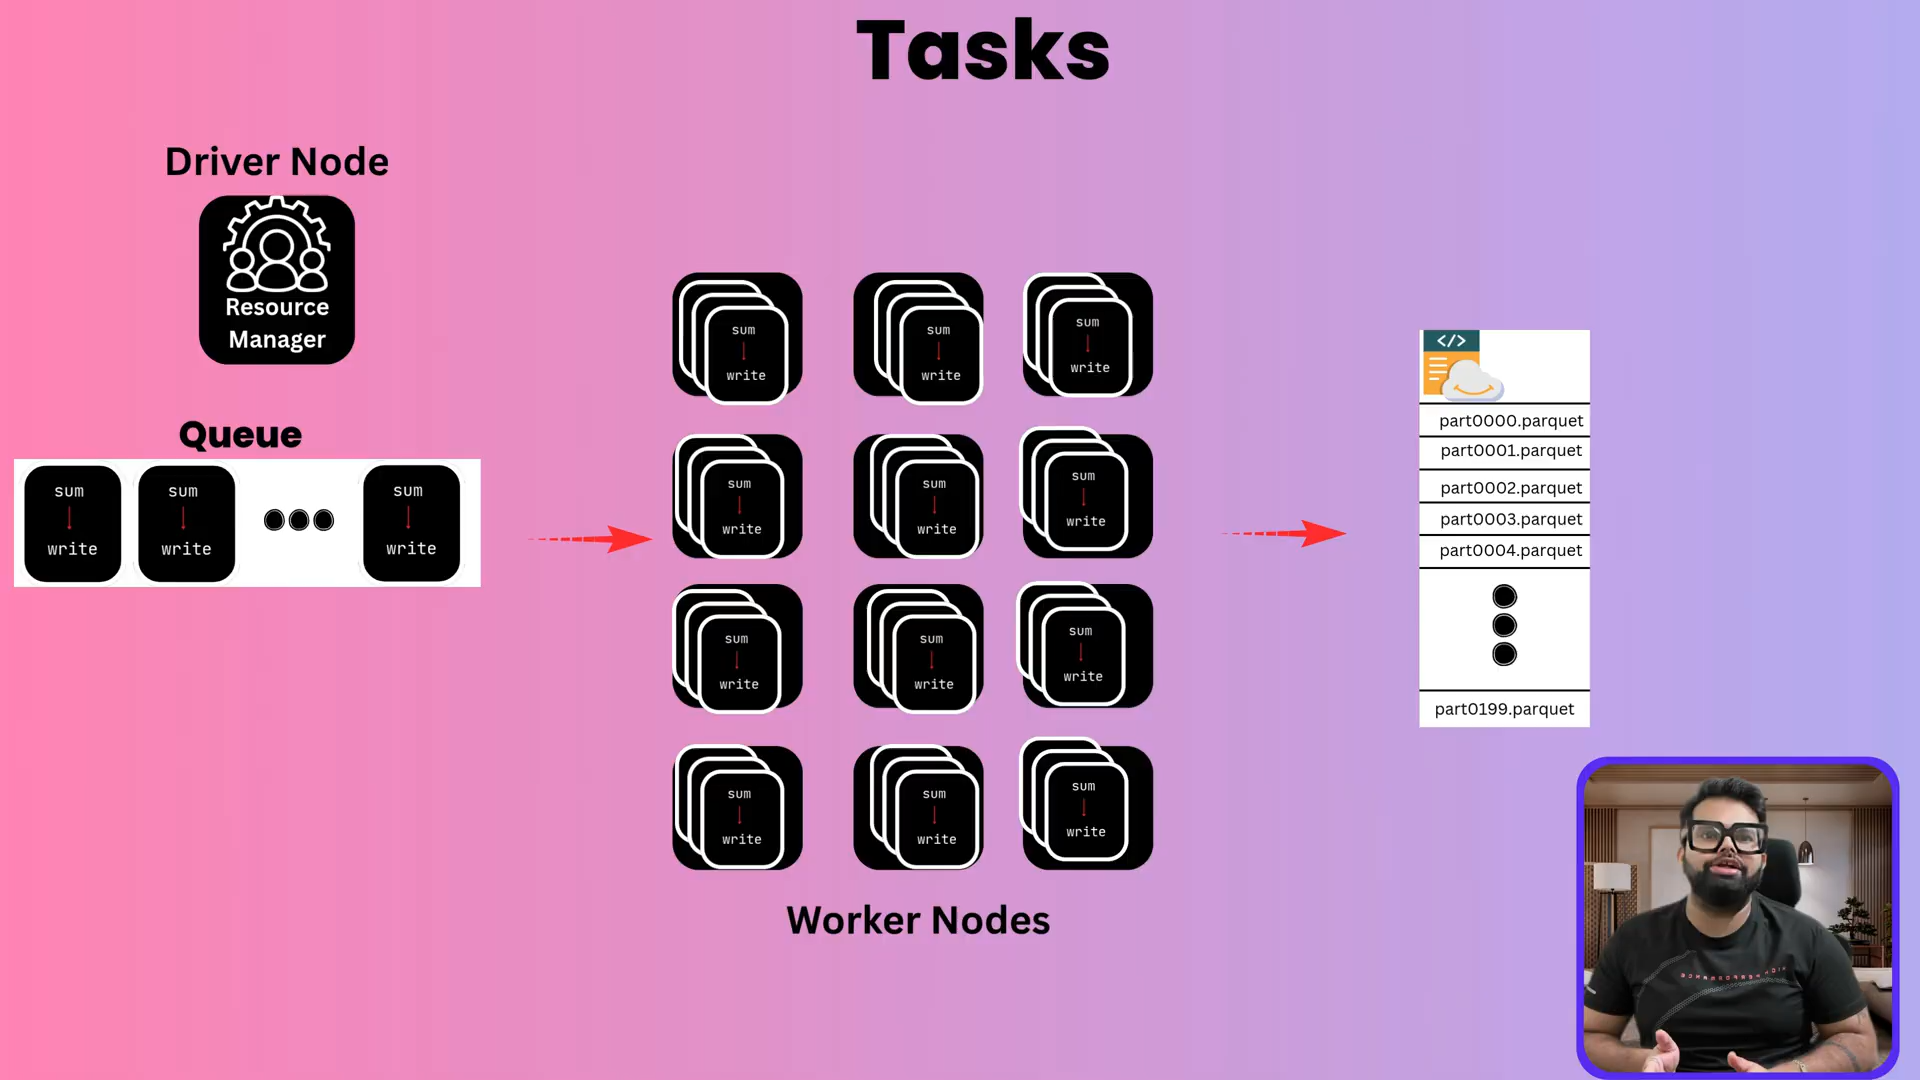 Tasks
Driver Node
Resource
Manager
Queue
sum
write
sum
write
sum
write
sum
write
sum
write
sum
write
sum
write
sum
write
sum
write
sum
write
sum
write
sum
write
sum
write
sum
write
sum
write
Worker Nodes
</>
part0000.parquet
part0001.parquet
part0002.parquet
part0003.parquet
part0004.parquet
part0199.parquet